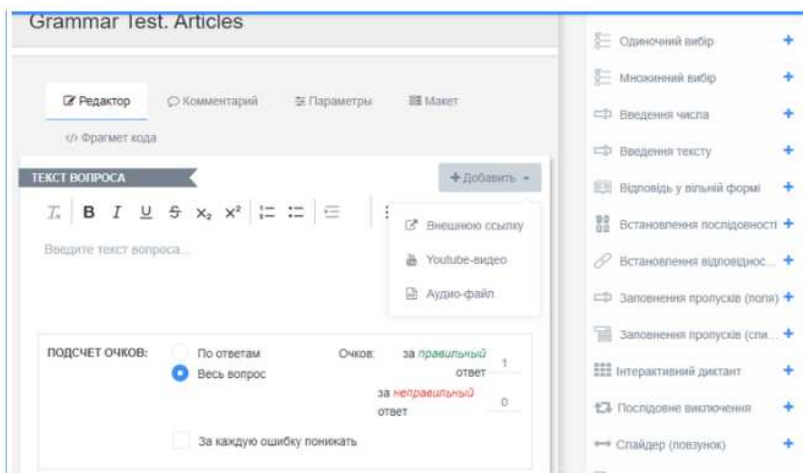 Grammar Test. Articles
Редактор
Комментарий
Параметры
Макет
</> Фрагмет кода
ТЕКСТ ВОПРОСА
+ Добавить
B I U S X₂ X²
Введите текст вопроса...
Внешнюю ссылку
Youtube-видео
Аудио-файл
ПОДСЧЕТ ОЧКОВ:
По ответам
Весь вопрос
Очков:
за правильный
ответ
1
за неправильный
ответ
0
За каждую ошибку понижать
Одиночний вибір
Множинний вибір
Введення числа
Введення тексту
Відповідь у вільній формі
Встановлення послідовності
Встановлення відповіднос...
Заповнення пропусків (поля)
Заповнення пропусків (спи...
Інтерактивний диктант
Послідовне виключення
Слайдер (повзунок)